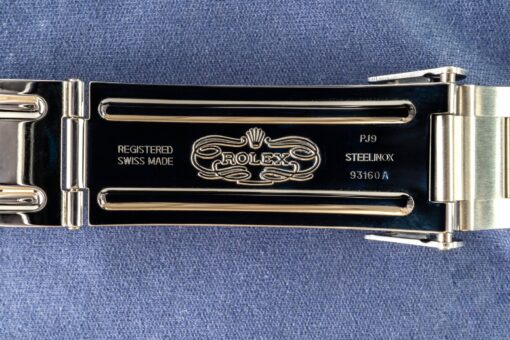 REGISTERED
SWISS MADE
ROLEX
PJ9
STEELINOX
93160 A